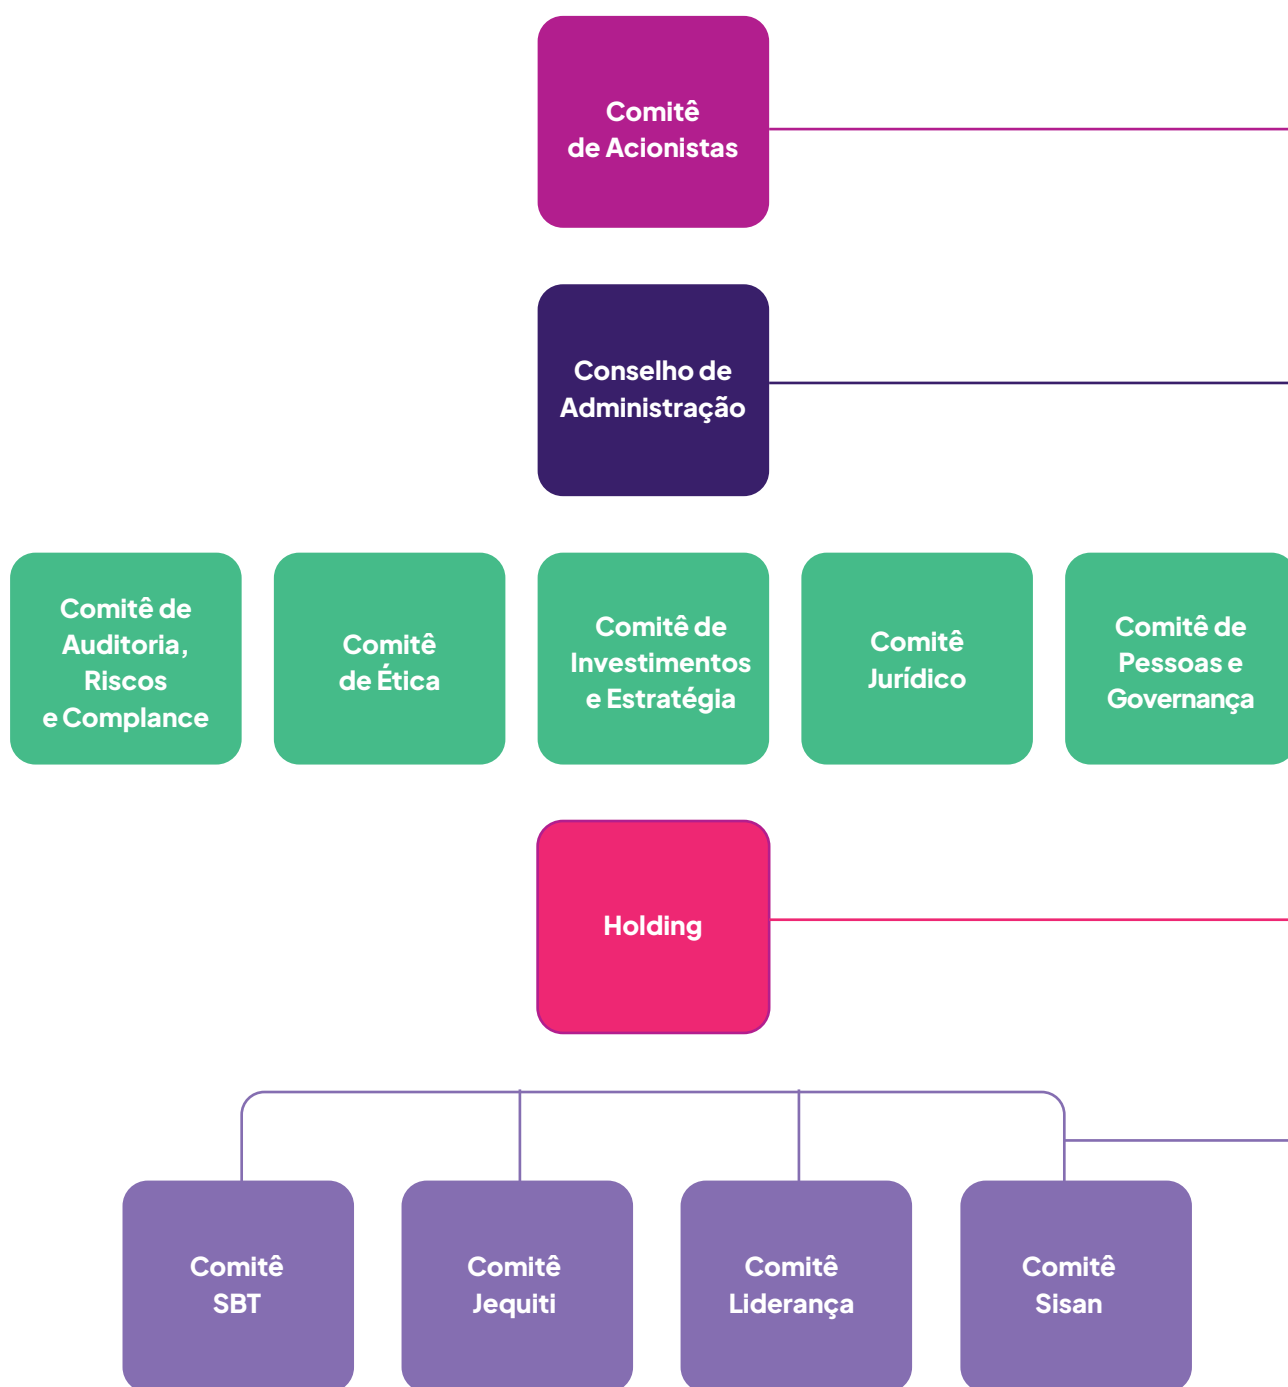 Comitê
de Acionistas
Conselho de
Administração
Comitê de
Auditoria,
Riscos
e Complance
Comitê
de Ética
Comitê de
Investimentos
e Estratégia
Comitê
Jurídico
Comitê de
Pessoas e
Governança
Holding
Comitê
SBT
Comitê
Jequiti
Comitê
Liderança
Comitê
Sisan